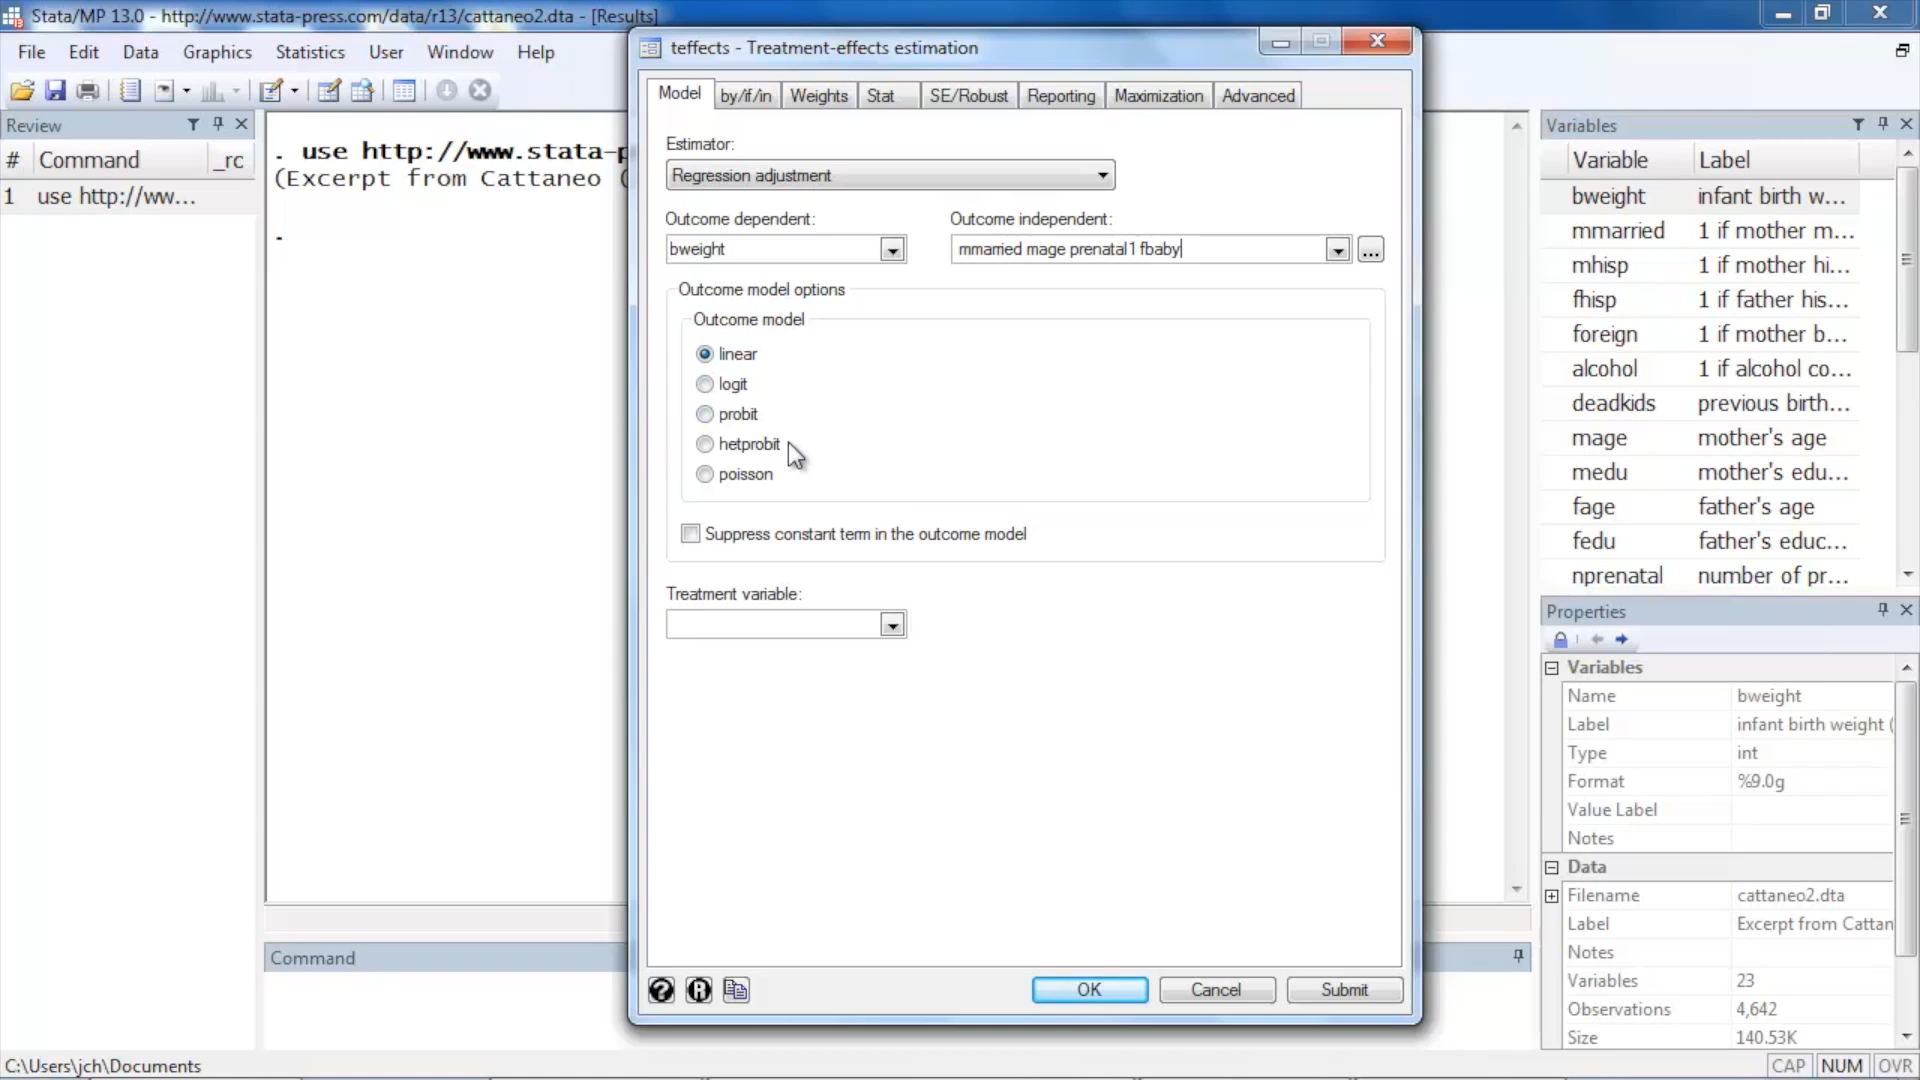 Stata/MP 13.0 - http://www.stata-press.com/data/r13/cattaneo2.dta - [Results]
File Edit Data Graphics Statistics User Window Help
Review
# Command _rc
1 use http://ww...
. use http://www.stata-p
(Excerpt from Cattaneo (
.
Command
teffects - Treatment-effects estimation
Model by/if/in Weights Stat SE/Robust Reporting Maximization Advanced
Estimator:
Regression adjustment
Outcome dependent: Outcome independent:
bweight mmarried mage prenatal1 fbaby
...
Outcome model options
Outcome model
linear
logit
probit
hetprobit
poisson
Suppress constant term in the outcome model
Treatment variable:
? R
OK Cancel Submit
Variables
Variable Label
bweight infant birth w...
mmarried 1 if mother m...
mhisp 1 if mother hi...
fhisp 1 if father his...
foreign 1 if mother b...
alcohol 1 if alcohol co...
deadkids previous birth...
mage mother's age
medu mother's edu...
fage father's age
fedu father's educ...
nprenatal number of pr...
Properties
Variables
Name bweight
Label infant birth weight (
Type int
Format %9.0g
Value Label
Notes
Data
Filename cattaneo2.dta
Label Excerpt from Cattan
Notes
Variables 23
Observations 4,642
Size 140.53K
C:\Users\jch\Documents
CAP NUM OVR